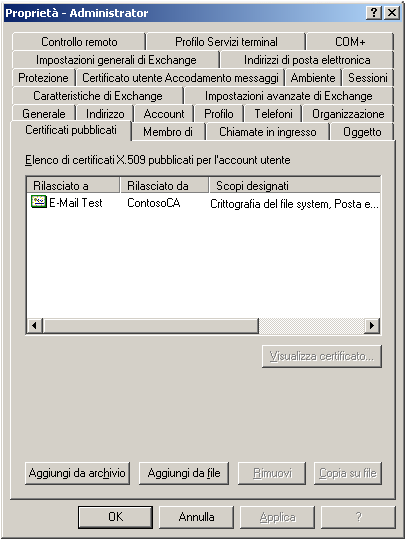 Proprietà - Administrator
Controllo remoto Profilo Servizi terminal COM+
Impostazioni generali di Exchange Indirizzi di posta elettronica
Protezione Certificato utente Accodamento messaggi Ambiente Sessioni
Caratteristiche di Exchange Impostazioni avanzate di Exchange
Generale Indirizzo Account Profilo Telefoni Organizzazione
Certificati pubblicati Membro di Chiamate in ingresso Oggetto
Elenco di certificati X.509 pubblicati per l'account utente
Rilasciato a Rilasciato da Scopi designati
E-Mail Test ContosoCA Crittografia del file system, Posta e...
Visualizza certificato...
Aggiungi da archivio Aggiungi da file Rimuovi Copia su file
OK Annulla Applica ?